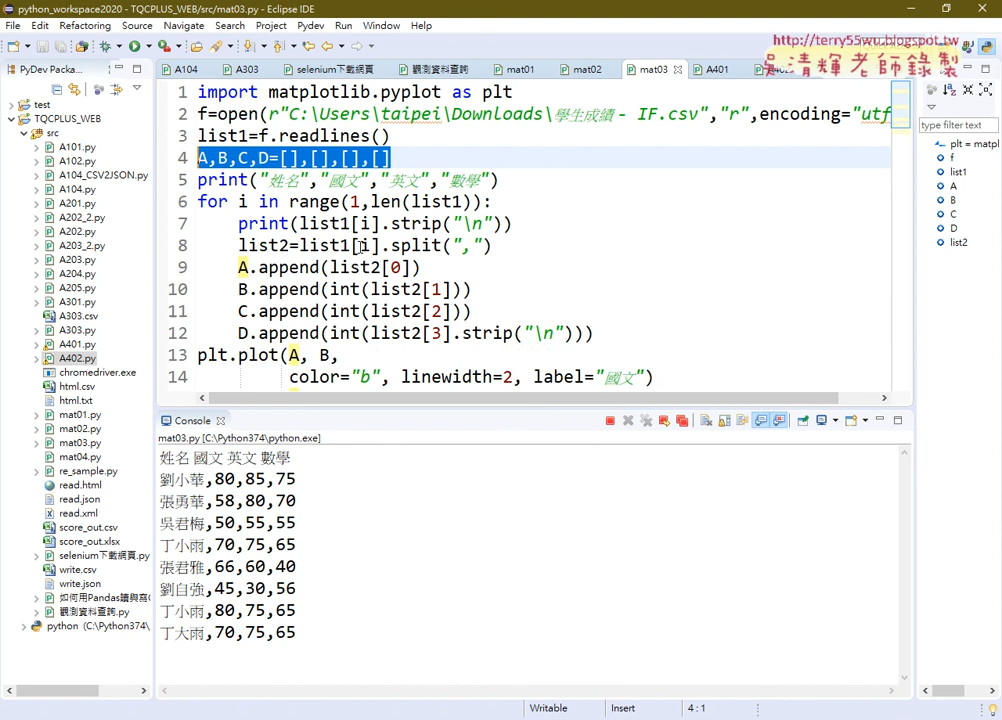 python_workspace2020 - TQCPLUS_WEB/src/mat03.py - Eclipse IDE
File Edit Refactoring Source Navigate Search Project Pydev Run Window Help
http://terry55wu.blogspot.tw
吳清輝老師錄製
PyDev Packa...
A104 A303 selenium下載網頁 觀測資料查詢 mat01 mat02 mat03 A401
test
TQCPLUS_WEB
src
A101.py
A102.py
A104_CSV2JSON.py
A104.py
A201.py
A202_2.py
A202.py
A203_2.py
A203.py
A204.py
A205.py
A301.py
A303.csv
A303.py
A401.py
A402.py
chromedriver.exe
html.csv
html.txt
mat01.py
mat02.py
mat03.py
mat04.py
re_sample.py
read.html
read.json
read.xml
score_out.csv
score_out.xlsx
selenium下載網頁.py
write.csv
write.json
如何用Pandas讀與寫
觀測資料查詢.py
python (C:\Python374\
1 import matplotlib.pyplot as plt
2 f=open(r"C:\Users\taipei\Downloads\學生成績 - IF.csv","r",encoding="utf
3 list1=f.readlines()
4 A,B,C,D=[],[],[],[]
5 print("姓名","國文","英文","數學")
6 for i in range(1,len(list1)):
7 print(list1[i].strip("\n"))
8 list2=list1[i].split(",")
9 A.append(list2[0])
10 B.append(int(list2[1]))
11 C.append(int(list2[2]))
12 D.append(int(list2[3].strip("\n")))
13 plt.plot(A, B,
14 color="b", linewidth=2, label="國文")
type filter text
plt = matpl
f
list1
A
B
C
D
list2
Console
mat03.py [C:\Python374\python.exe]
姓名 國文 英文 數學
劉小華,80,85,75
張勇華,58,80,70
吳君梅,50,55,55
丁小雨,70,75,65
張君雅,66,60,40
劉自強,45,30,56
丁小雨,80,75,65
丁大雨,70,75,65
Writable Insert 4 : 1